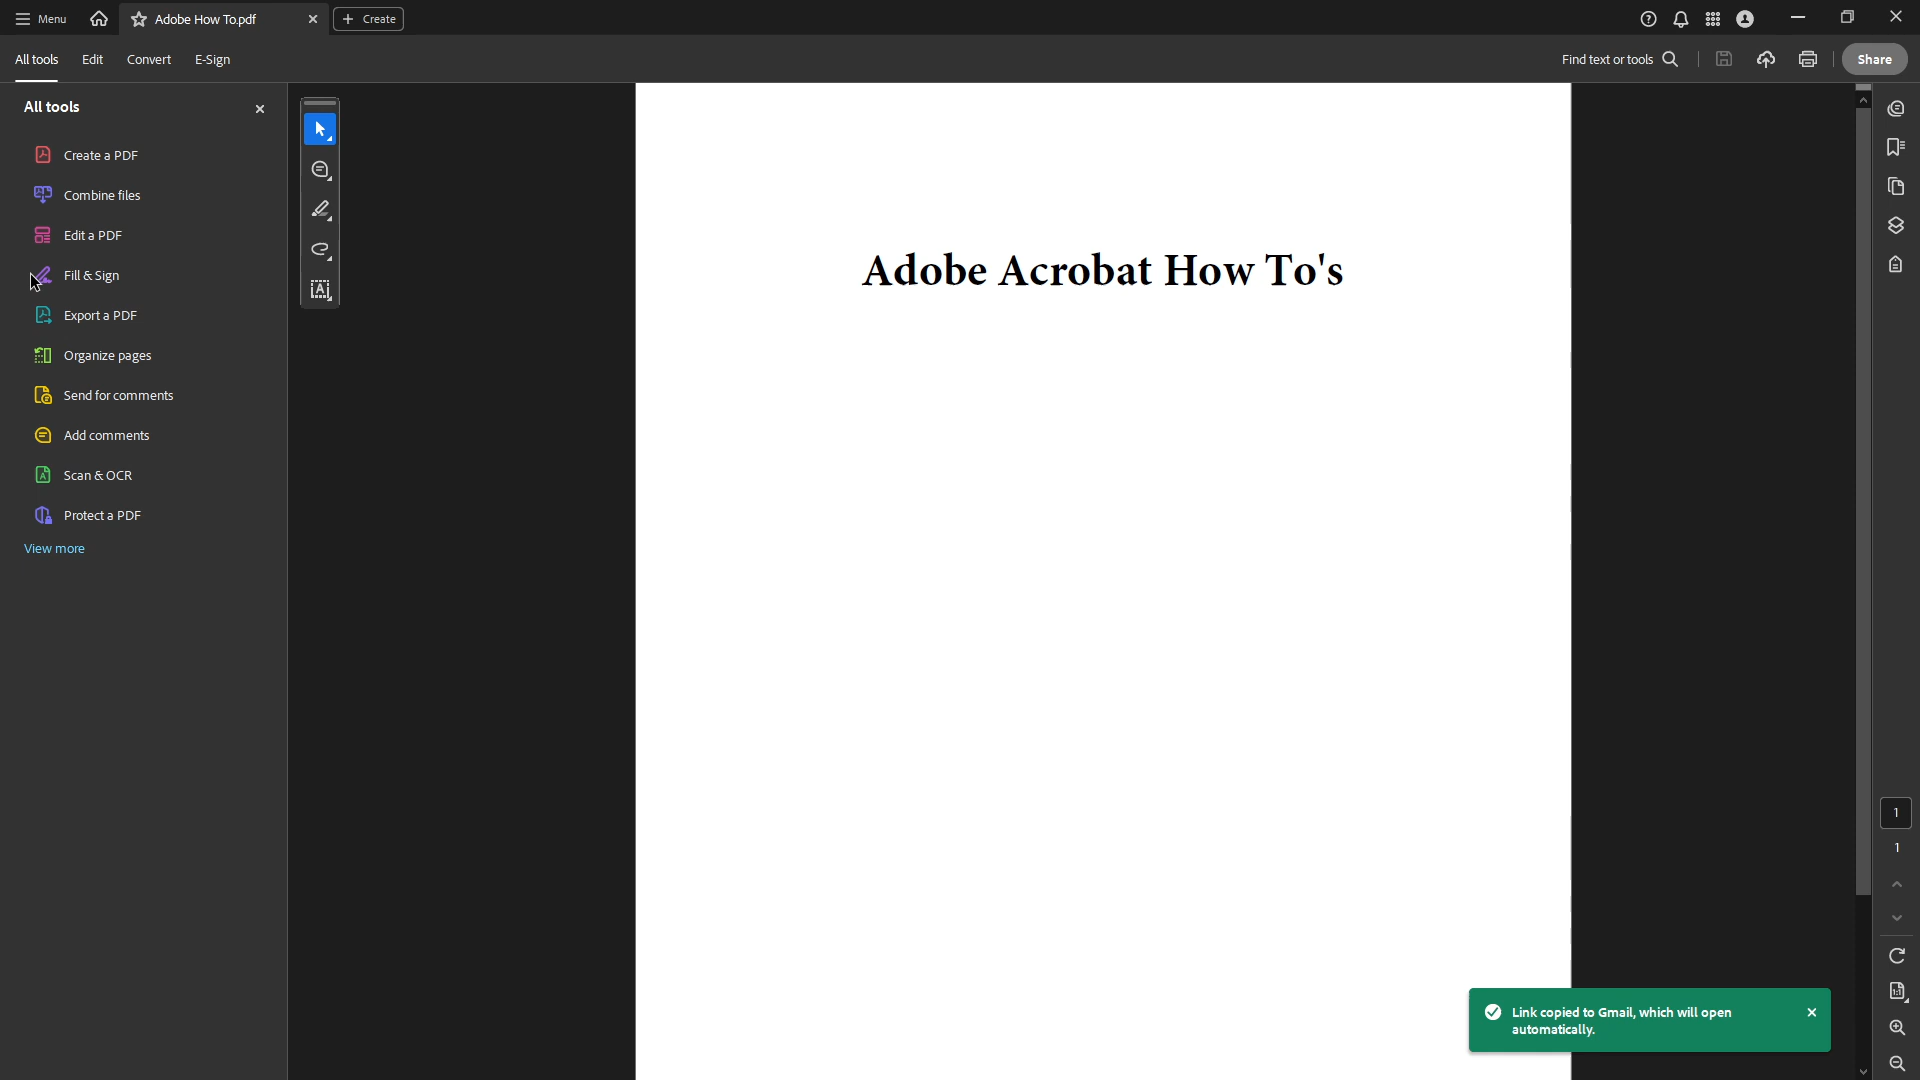 Menu
Adobe How To.pdf
Create
All tools
Edit
Convert
E-Sign
Find text or tools
Share
All tools
Create a PDF
Combine files
Edit a PDF
Fill & Sign
Export a PDF
Organize pages
Send for comments
Add comments
Scan & OCR
Protect a PDF
View more
Adobe Acrobat How To's
1
1
Link copied to Gmail, which will open
automatically.